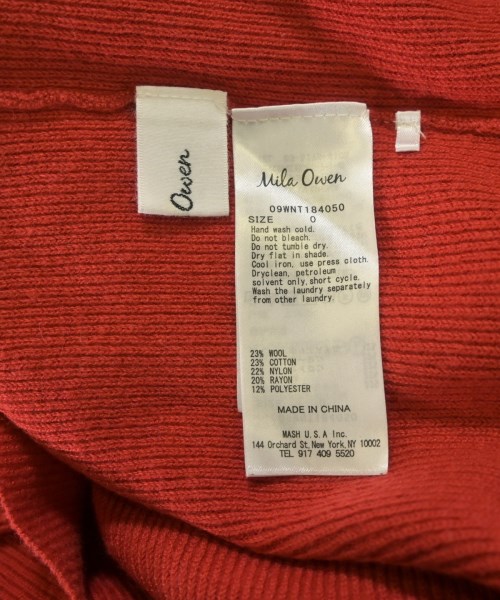 Owen
Mila Owen
09WNT184050
SIZE 0
Hand wash cold.
Do not bleach.
Do not tumble dry.
Dry flat in shade.
Cool iron, use press cloth.
Dryclean, petroleum
solvent only, short cycle.
Wash the laundry separately
from other laundry.
23% WOOL
23% COTTON
22% NYLON
20% RAYON
12% POLYESTER
MADE IN CHINA
MASH U.S.A Inc.
144 Orchard St, New York, NY 10002
TEL 917 409 5520